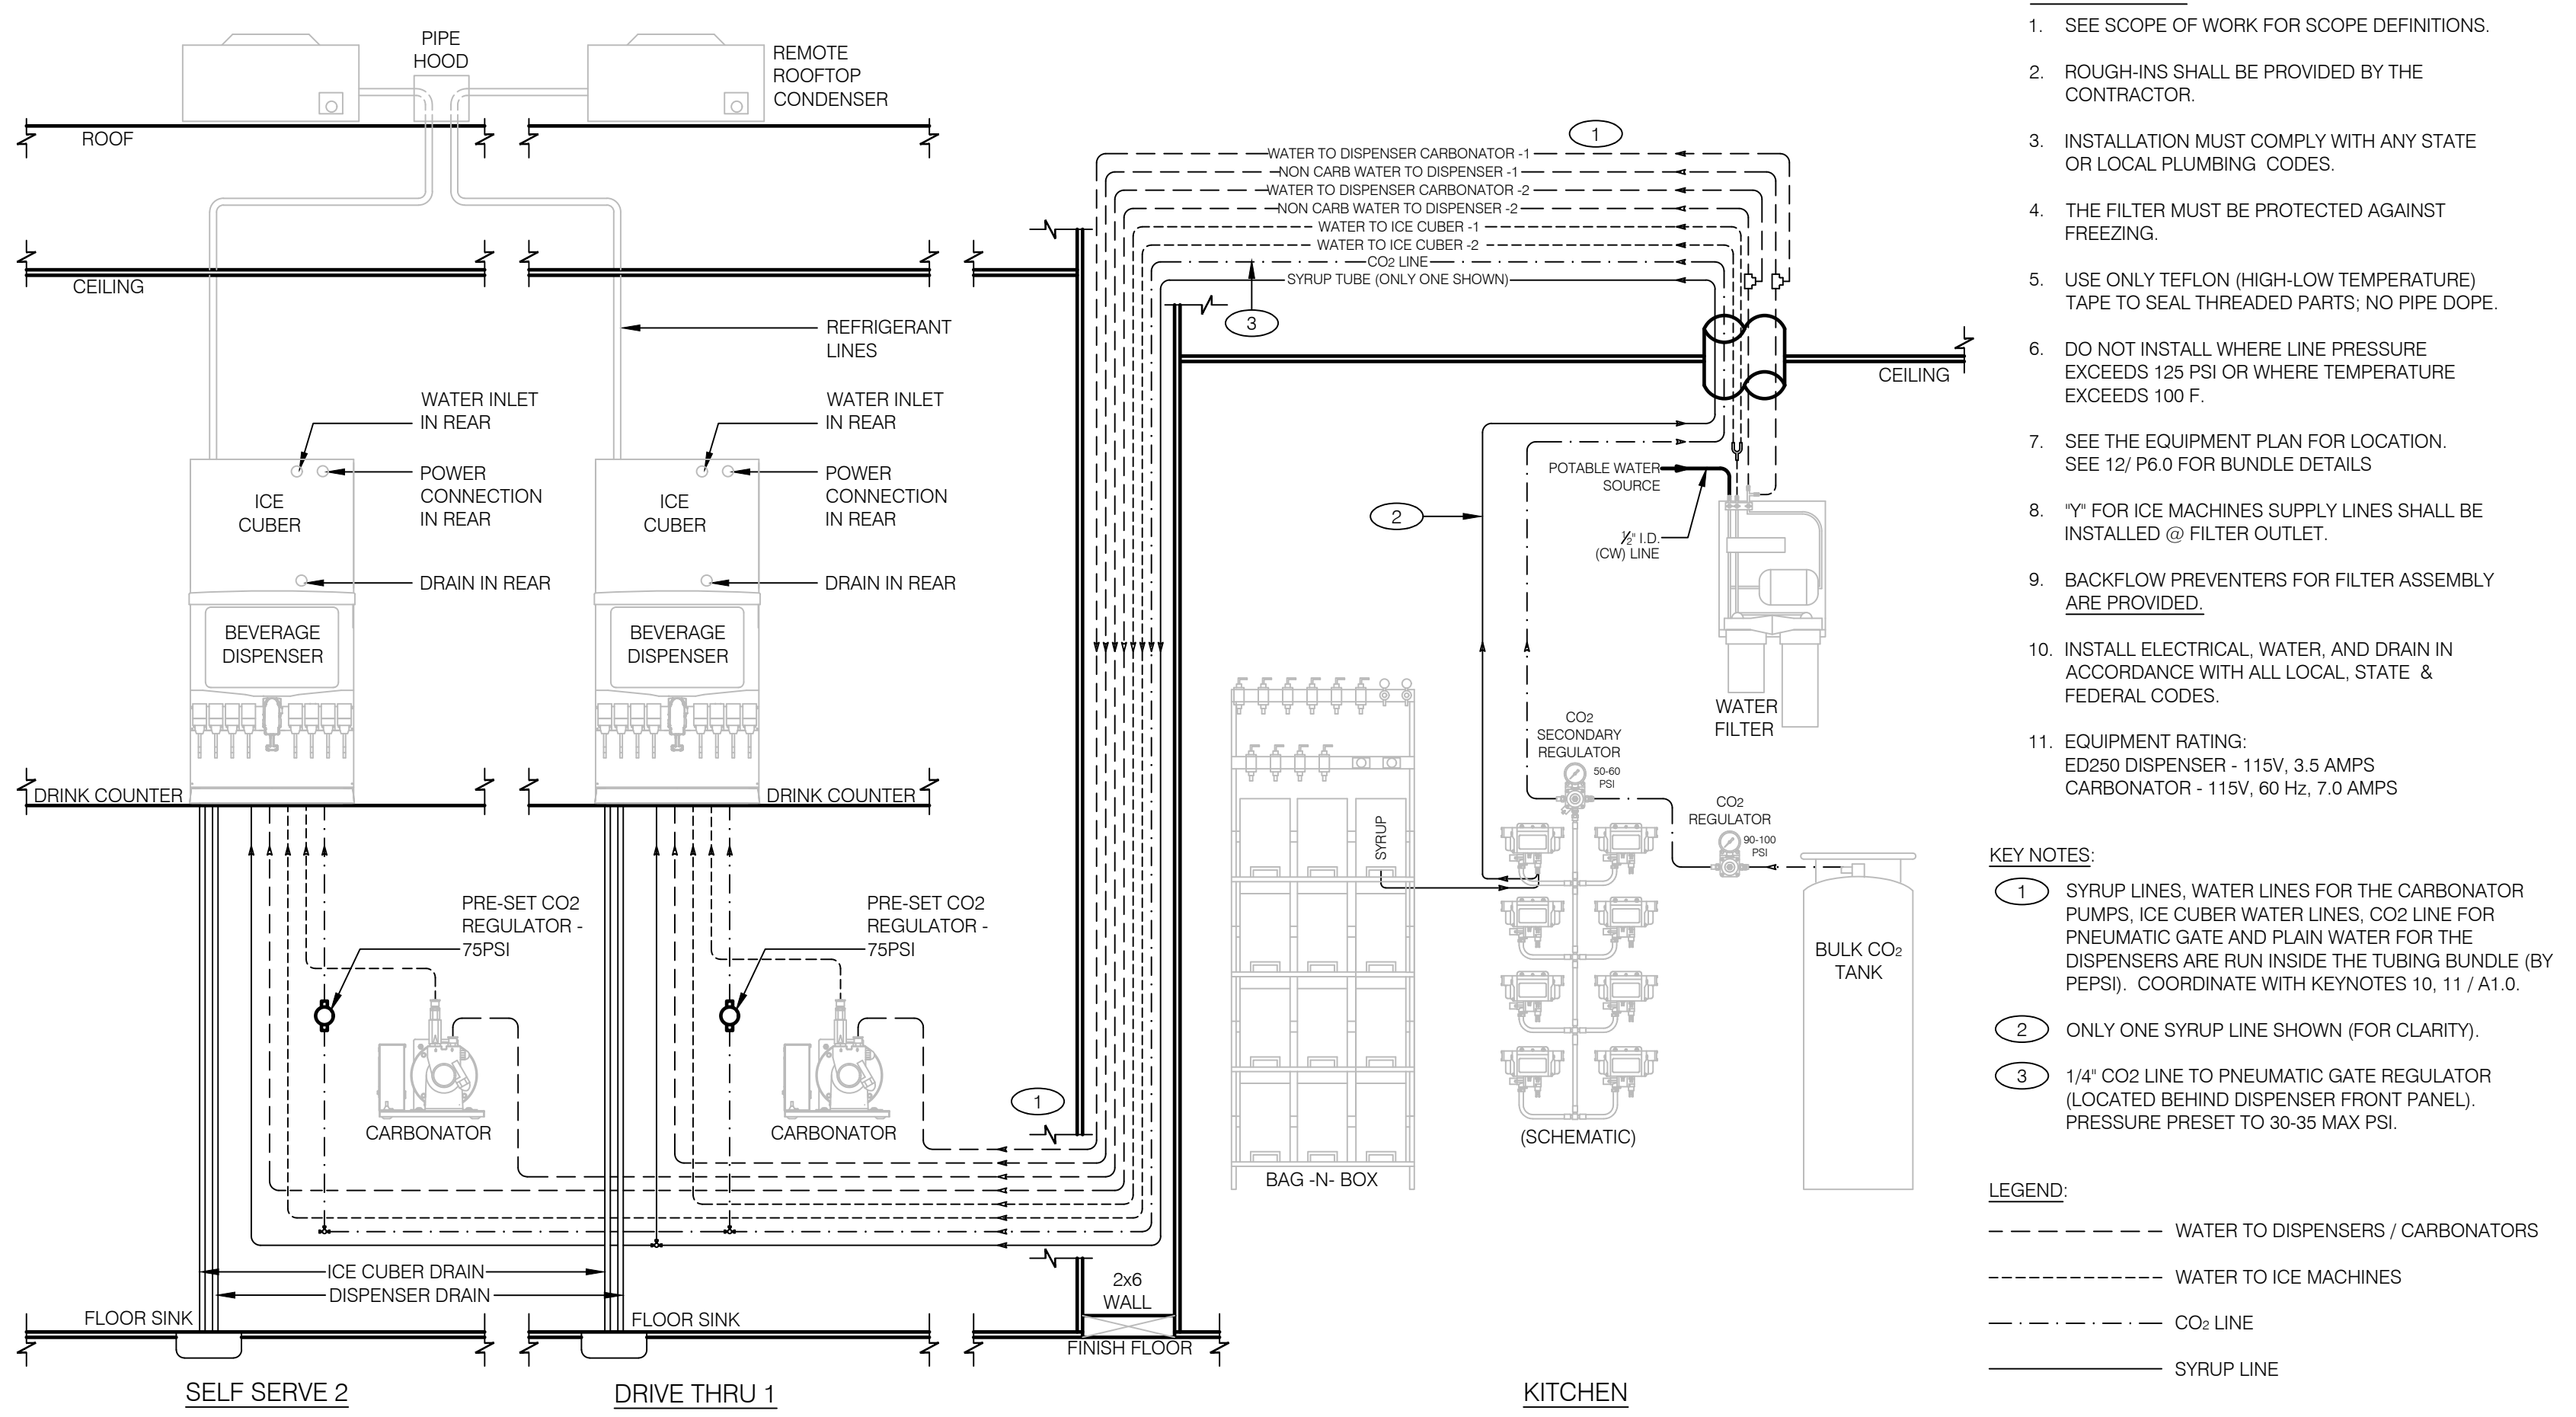 PIPE
HOOD
REMOTE
ROOFTOP
CONDENSER
ROOF
CEILING
REFRIGERANT
LINES
WATER INLET
IN REAR
POWER
CONNECTION
IN REAR
DRAIN IN REAR
ICE
CUBER
BEVERAGE
DISPENSER
WATER INLET
IN REAR
POWER
CONNECTION
IN REAR
DRAIN IN REAR
ICE
CUBER
BEVERAGE
DISPENSER
DRINK COUNTER
DRINK COUNTER
PRE-SET CO2
REGULATOR -
75PSI
PRE-SET CO2
REGULATOR -
75PSI
CARBONATOR
CARBONATOR
1
ICE CUBER DRAIN
DISPENSER DRAIN
FLOOR SINK
FLOOR SINK
2x6
WALL
FINISH FLOOR
SELF SERVE 2
DRIVE THRU 1
KITCHEN
1
WATER TO DISPENSER CARBONATOR -1
NON CARB WATER TO DISPENSER -1
WATER TO DISPENSER CARBONATOR -2
NON CARB WATER TO DISPENSER -2
WATER TO ICE CUBER -1
WATER TO ICE CUBER -2
CO2 LINE
SYRUP TUBE (ONLY ONE SHOWN)
3
CEILING
POTABLE WATER
SOURCE
2
½" I.D.
(CW) LINE
WATER
FILTER
CO2
SECONDARY
REGULATOR
50-60
PSI
CO2
REGULATOR
90-100
PSI
SYRUP
BULK CO2
TANK
(SCHEMATIC)
BAG -N- BOX
1. SEE SCOPE OF WORK FOR SCOPE DEFINITIONS.
2. ROUGH-INS SHALL BE PROVIDED BY THE
CONTRACTOR.
3. INSTALLATION MUST COMPLY WITH ANY STATE
OR LOCAL PLUMBING CODES.
4. THE FILTER MUST BE PROTECTED AGAINST
FREEZING.
5. USE ONLY TEFLON (HIGH-LOW TEMPERATURE)
TAPE TO SEAL THREADED PARTS; NO PIPE DOPE.
6. DO NOT INSTALL WHERE LINE PRESSURE
EXCEEDS 125 PSI OR WHERE TEMPERATURE
EXCEEDS 100 F.
7. SEE THE EQUIPMENT PLAN FOR LOCATION.
SEE 12/ P6.0 FOR BUNDLE DETAILS
8. "Y" FOR ICE MACHINES SUPPLY LINES SHALL BE
INSTALLED @ FILTER OUTLET.
9. BACKFLOW PREVENTERS FOR FILTER ASSEMBLY
ARE PROVIDED.
10. INSTALL ELECTRICAL, WATER, AND DRAIN IN
ACCORDANCE WITH ALL LOCAL, STATE &
FEDERAL CODES.
11. EQUIPMENT RATING:
ED250 DISPENSER - 115V, 3.5 AMPS
CARBONATOR - 115V, 60 Hz, 7.0 AMPS
KEY NOTES:
1 SYRUP LINES, WATER LINES FOR THE CARBONATOR
PUMPS, ICE CUBER WATER LINES, CO2 LINE FOR
PNEUMATIC GATE AND PLAIN WATER FOR THE
DISPENSERS ARE RUN INSIDE THE TUBING BUNDLE (BY
PEPSI). COORDINATE WITH KEYNOTES 10, 11 / A1.0.
2 ONLY ONE SYRUP LINE SHOWN (FOR CLARITY).
3 1/4" CO2 LINE TO PNEUMATIC GATE REGULATOR
(LOCATED BEHIND DISPENSER FRONT PANEL).
PRESSURE PRESET TO 30-35 MAX PSI.
LEGEND:
WATER TO DISPENSERS / CARBONATORS
WATER TO ICE MACHINES
CO2 LINE
SYRUP LINE